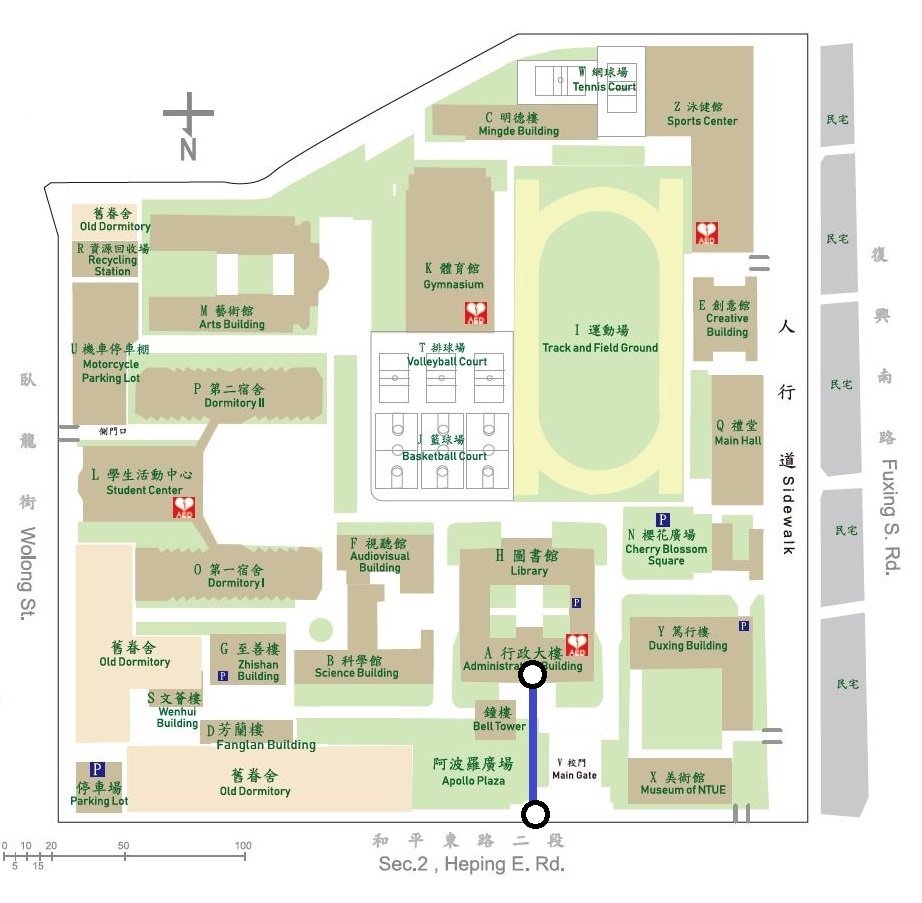 W 網球場
Tennis Court
C 明德樓
Mingde Building
Z 泳健館
Sports Center
民宅
N
舊眷舍
Old Dormitory
R 資源回收場
Recycling
Station
AED
民宅
復興南路
Fuxing S. Rd.
K 體育館
Gymnasium
AED
M 藝術館
Arts Building
E 創意館
Creative
Building
人行道 Sidewalk
I 運動場
Track and Field Ground
U 機車停車棚
Motorcycle
Parking Lot
T 排球場
Volleyball Court
P 第二宿舍
Dormitory II
民宅
臥龍街
Wolong St.
側門口
J 籃球場
Basketball Court
Q 禮堂
Main Hall
L 學生活動中心
Student Center
AED
P
N 櫻花廣場
Cherry Blossom
Square
民宅
F 視聽館
Audiovisual
Building
H 圖書館
Library
O 第一宿舍
Dormitory I
P
舊眷舍
Old Dormitory
G 至善樓
Zhishan
Building
P
B 科學館
Science Building
A 行政大樓
Administration Building
AED
Y 篤行樓
Duxing Building
P
民宅
S 文薈樓
Wenhui
Building
鐘樓
Bell Tower
D 芳蘭樓
Fanglan Building
阿波羅廣場
Apollo Plaza
V 校門
Main Gate
X 美術館
Museum of NTUE
P
停車場
Parking Lot
舊眷舍
Old Dormitory
和平東路二段
Sec.2 , Heping E. Rd.
0 10 20 50 100
5 15